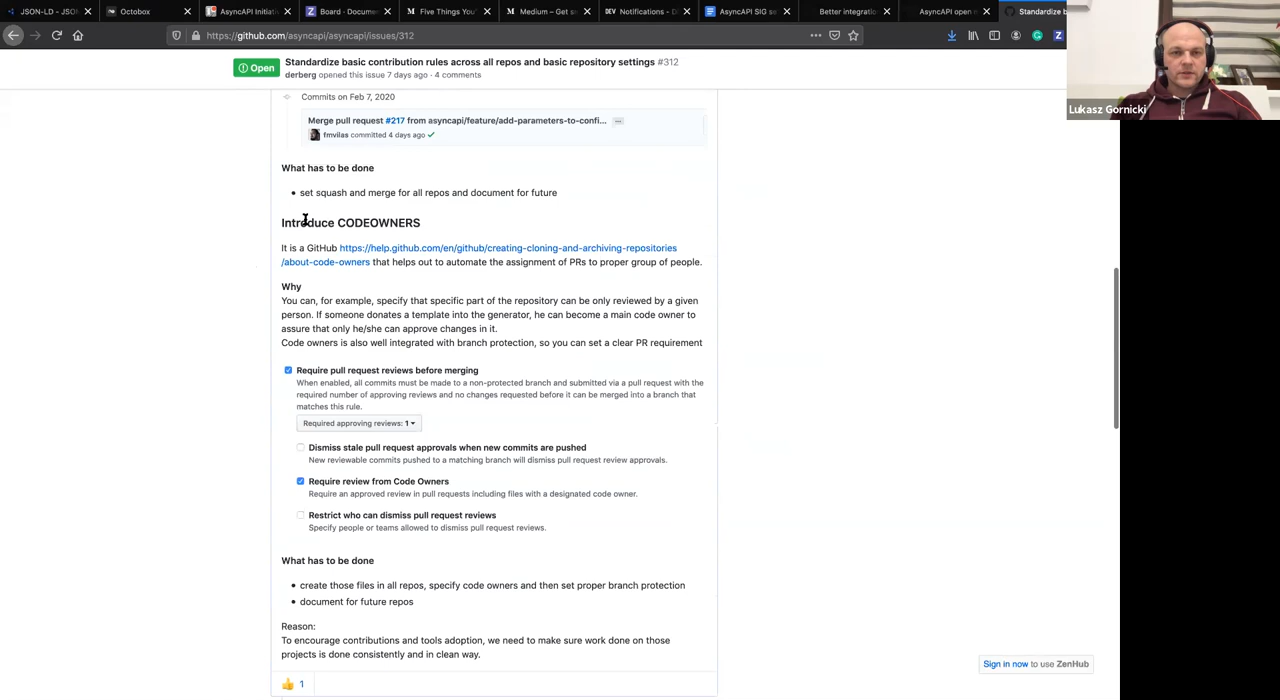 JSON-LD - D
Octobox
AsyncAPI Initiati
Board · Docume
Five Things You'
Medium – Get s
Notifications - D
AsyncAPI SIG se
Better integratio
AsyncAPI open o
Standardize b
https://github.com/asyncapi/asyncapi/issues/312
Open
Standardize basic contribution rules across all repos and basic repository settings #312
derberg opened this issue 7 days ago · 4 comments
Lukasz Gornicki
Commits on Feb 7, 2020
Merge pull request #217 from asyncapi/feature/add-parameters-to-confi...
fmvilas committed 4 days ago
What has to be done
• set squash and merge for all repos and document for future
Introduce CODEOWNERS
It is a GitHub https://help.github.com/en/github/creating-cloning-and-archiving-repositories
/about-code-owners that helps out to automate the assignment of PRs to proper group of people.
Why
You can, for example, specify that specific part of the repository can be only reviewed by a given
person. If someone donates a template into the generator, he can become a main code owner to
assure that only he/she can approve changes in it.
Code owners is also well integrated with branch protection, so you can set a clear PR requirement
Require pull request reviews before merging
When enabled, all commits must be made to a non-protected branch and submitted via a pull request with the
required number of approving reviews and no changes requested before it can be merged into a branch that
matches this rule.
Required approving reviews: 1
Dismiss stale pull request approvals when new commits are pushed
New reviewable commits pushed to a matching branch will dismiss pull request review approvals.
Require review from Code Owners
Require an approved review in pull requests including files with a designated code owner.
Restrict who can dismiss pull request reviews
Specify people or teams allowed to dismiss pull request reviews.
What has to be done
• create those files in all repos, specify code owners and then set proper branch protection
• document for future repos
Reason:
To encourage contributions and tools adoption, we need to make sure work done on those
projects is done consistently and in clean way.
👍 1
Sign in now to use ZenHub